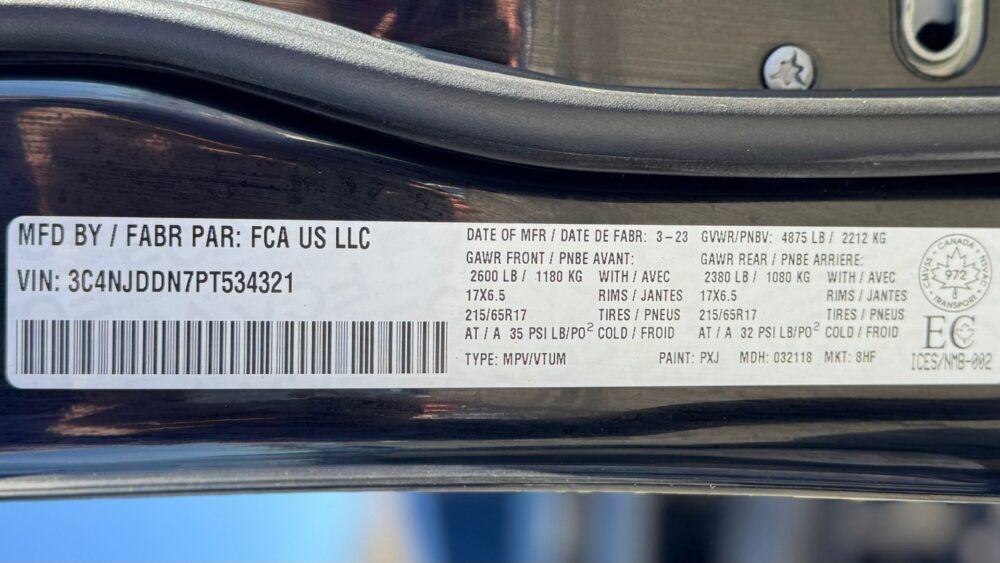 MFD BY / FABR PAR: FCA US LLC
VIN: 3C4NJDDN7PT534321
DATE OF MFR / DATE DE FABR: 3-23 GVWR/PNBV: 4875 LB / 2212 KG
GAWR FRONT / PNBE AVANT: GAWR REAR / PNBE ARRIERE:
2600 LB / 1180 KG WITH / AVEC 2380 LB / 1080 KG WITH / AVEC
17X6.5 RIMS / JANTES 17X6.5 RIMS / JANTES
215/65R17 TIRES / PNEUS 215/65R17 TIRES / PNEUS
AT / A 35 PSI LB/PO² COLD / FROID AT / A 32 PSI LB/PO² COLD / FROID
TYPE: MPV/VTUM PAINT: PXJ MDH: 032118 MKT: 8HF
CMVSS CANADA NSVAC
972
TRANSPORT
EC
ICES/NMB-002